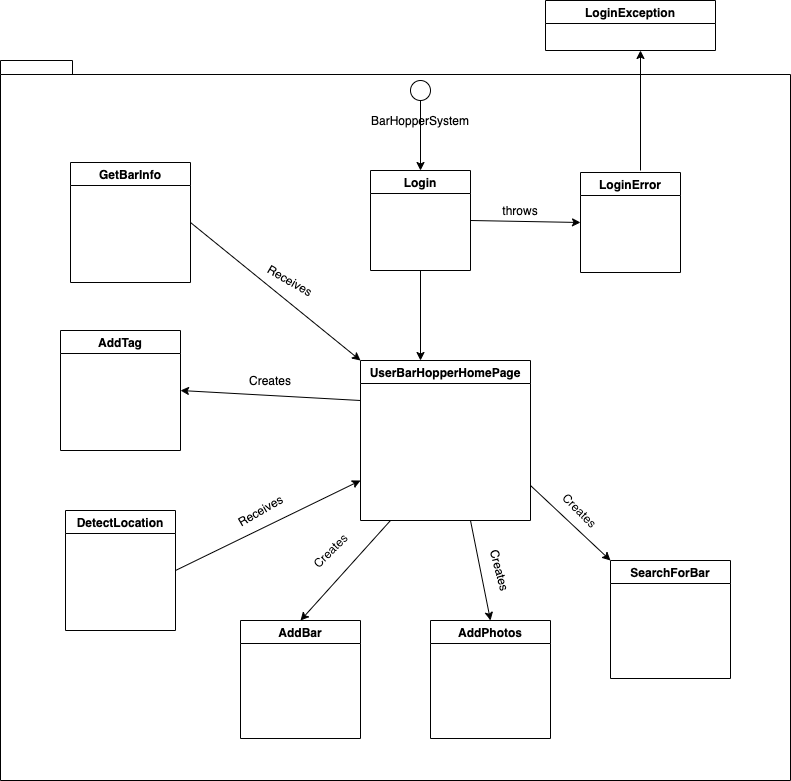 LoginException
BarHopperSystem
GetBarInfo
Login
LoginError
throws
Receives
AddTag
UserBarHopperHomePage
Creates
DetectLocation
Receives
Creates
Creates
Creates
SearchForBar
AddBar
AddPhotos